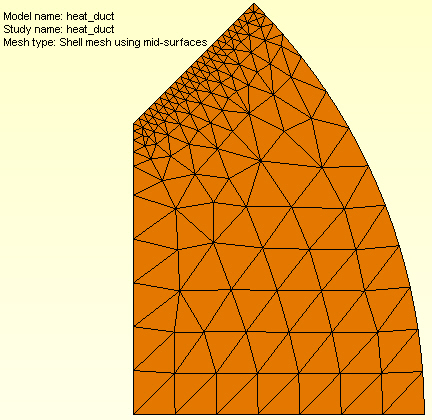 Model name: heat_duct
Study name: heat_duct
Mesh type: Shell mesh using mid-surfaces